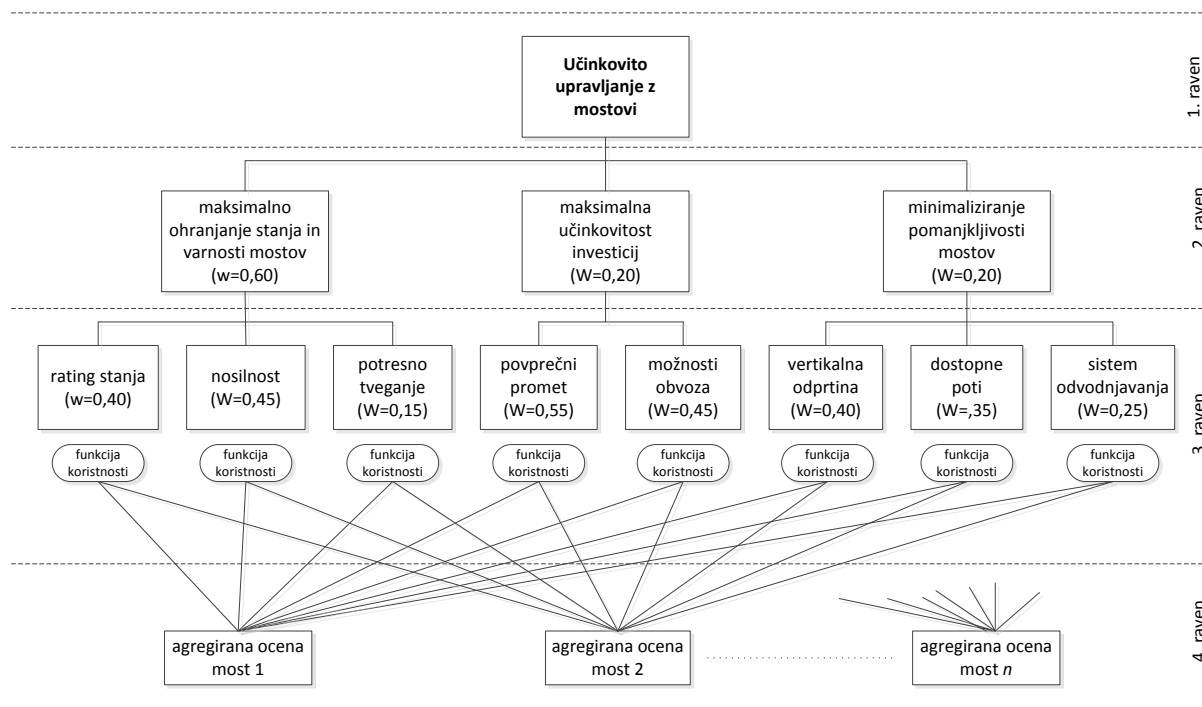 Učinkovito
upravljanje z
mostovi
1. raven
maksimalno
ohranjanje stanja in
varnosti mostov
(w=0,60)
maksimalna
učinkovitost
investicij
(W=0,20)
minimaliziranje
pomanjkljivosti
mostov
(W=0,20)
2. raven
rating stanja
(w=0,40)
nosilnost
(W=0,45)
potresno
tveganje
(W=0,15)
povprečni
promet
(W=0,55)
možnosti
obvoza
(W=0,45)
vertikalna
odprtina
(W=0,40)
dostopne
poti
(W=,35)
sistem
odvodnjavanja
(W=0,25)
3. raven
funkcija
koristnosti
funkcija
koristnosti
funkcija
koristnosti
funkcija
koristnosti
funkcija
koristnosti
funkcija
koristnosti
funkcija
koristnosti
funkcija
koristnosti
agregirana ocena
most 1
agregirana ocena
most 2
agregirana ocena
most n
4. raven